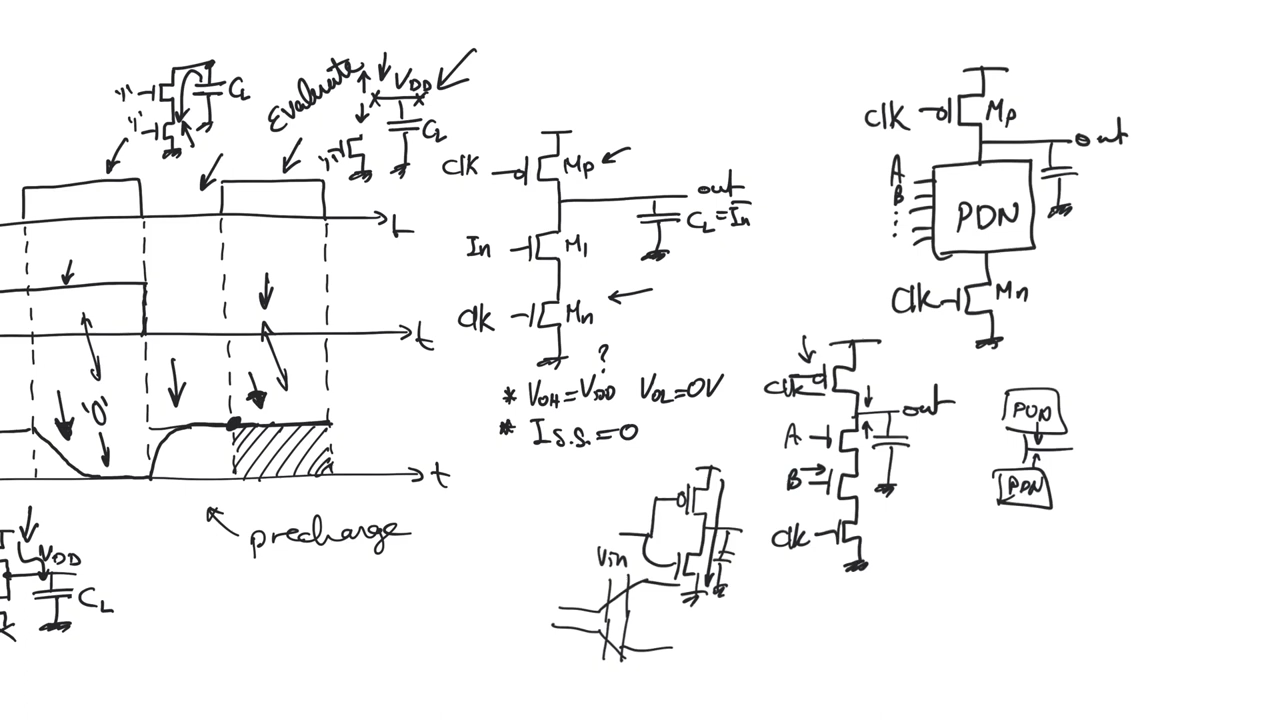 "1"
"1"
CL
Evaluate
VDD
CL
"1"
t
t
'0'
t
precharge
VDD
CL
Clk
Mp
out
CL
= In
In
M1
Clk
Mn
?
* VOH=VDD VOL=0V
* IS.S.=0
Vin
Clk
Mp
out
A
B
PDN
Clk
Mn
Clk
out
A
B
Clk
PUN
PDN